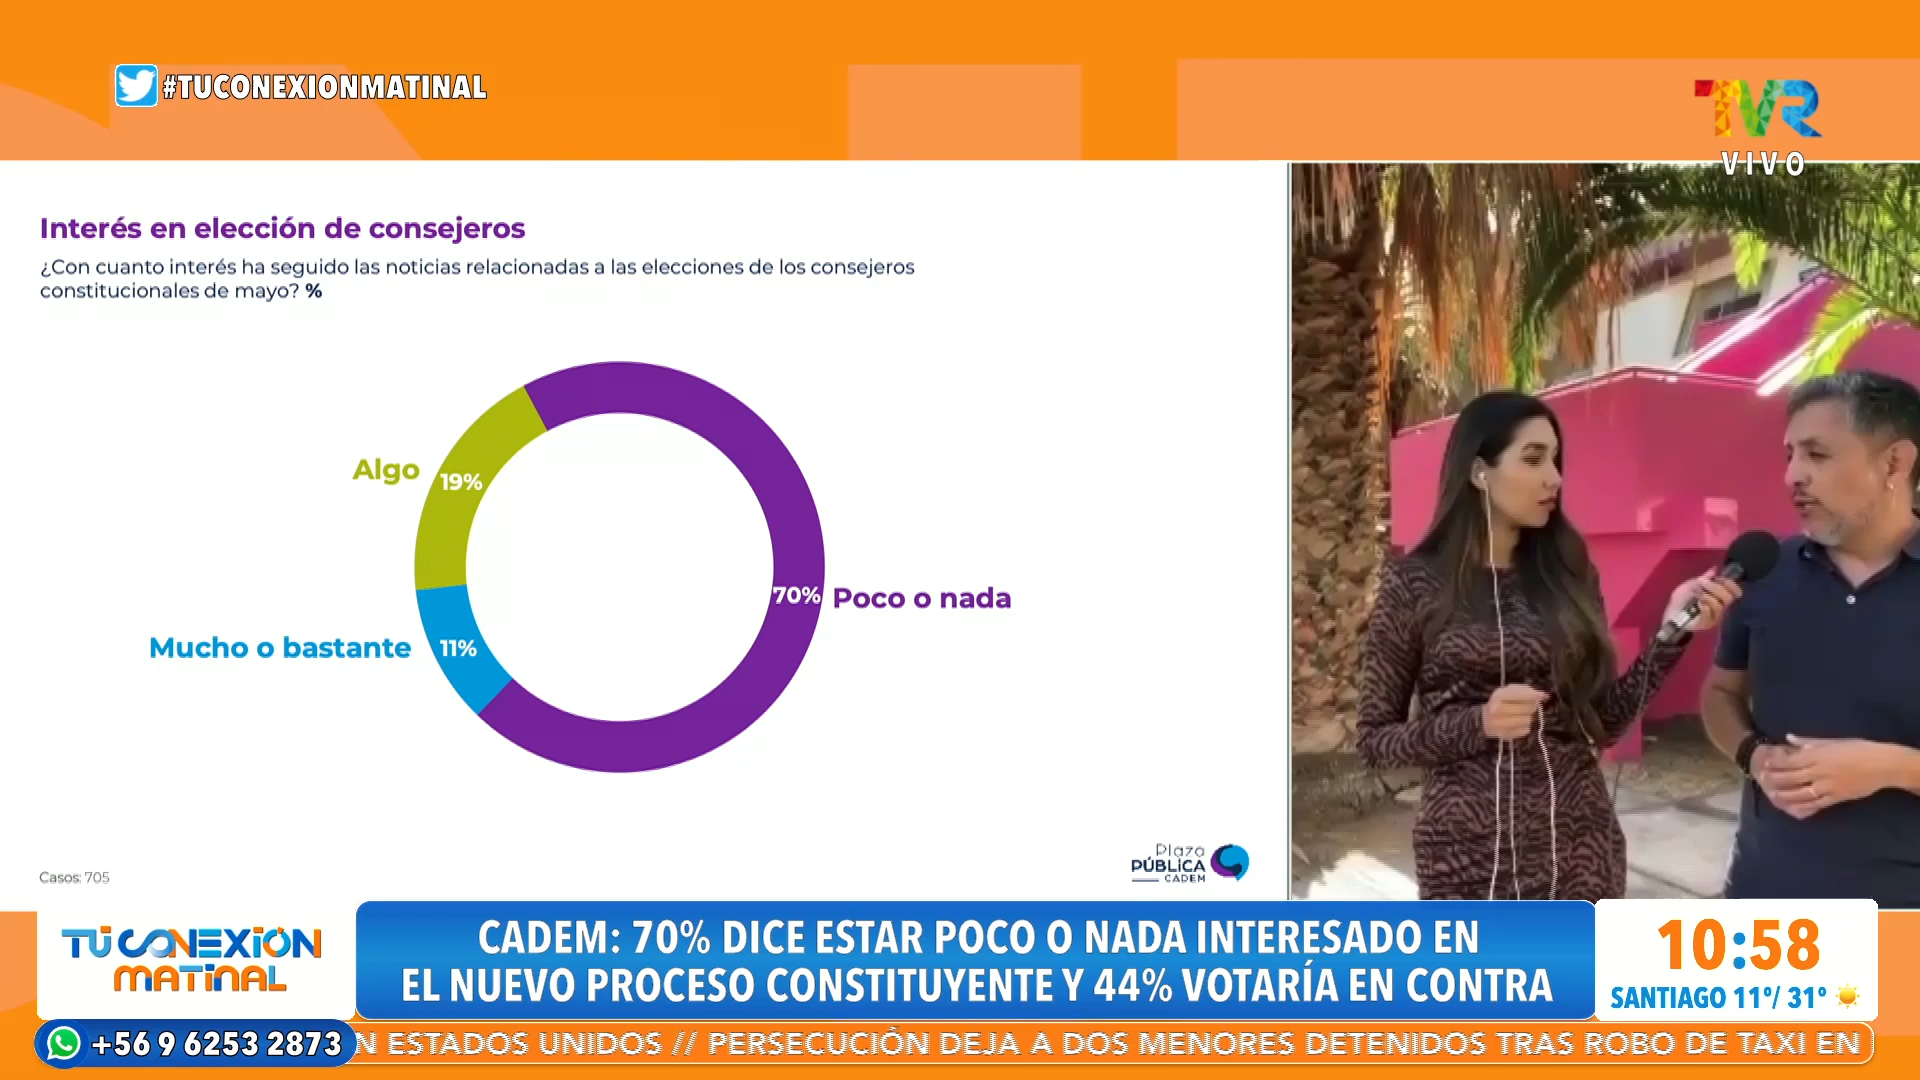 #TUCONEXIONMATINAL
TVR
VIVO
Interés en elección de consejeros
¿Con cuanto interés ha seguido las noticias relacionadas a las elecciones de los consejeros
constitucionales de mayo? %
Algo 19%
70% Poco o nada
Mucho o bastante 11%
Casos: 705
Plaza
PÚBLICA
CADEM
TÚ CONEXIÓN
MATINAL
CADEM: 70% DICE ESTAR POCO O NADA INTERESADO EN
EL NUEVO PROCESO CONSTITUYENTE Y 44% VOTARÍA EN CONTRA
10:58
SANTIAGO 11°/ 31°
+56 9 6253 2873
N ESTADOS UNIDOS // PERSECUCIÓN DEJA A DOS MENORES DETENIDOS TRAS ROBO DE TAXI EN